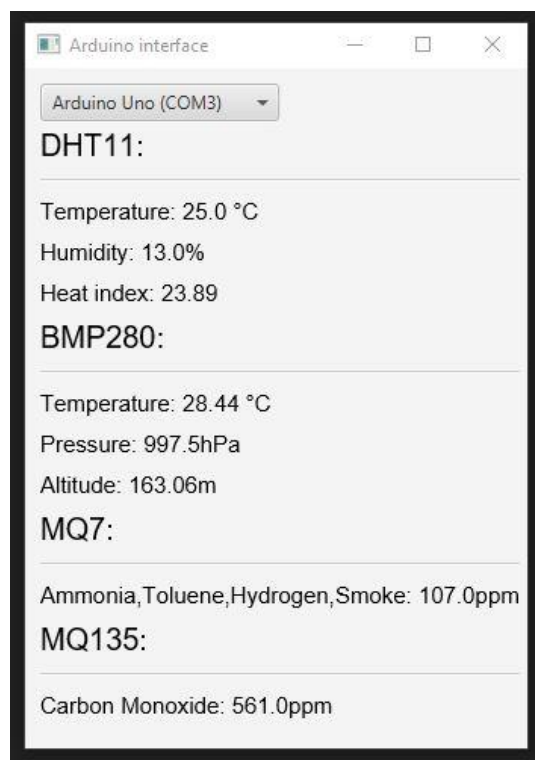 Arduino interface
Arduino Uno (COM3)
DHT11:
Temperature: 25.0 °C
Humidity: 13.0%
Heat index: 23.89
BMP280:
Temperature: 28.44 °C
Pressure: 997.5hPa
Altitude: 163.06m
MQ7:
Ammonia,Toluene,Hydrogen,Smoke: 107.0ppm
MQ135:
Carbon Monoxide: 561.0ppm